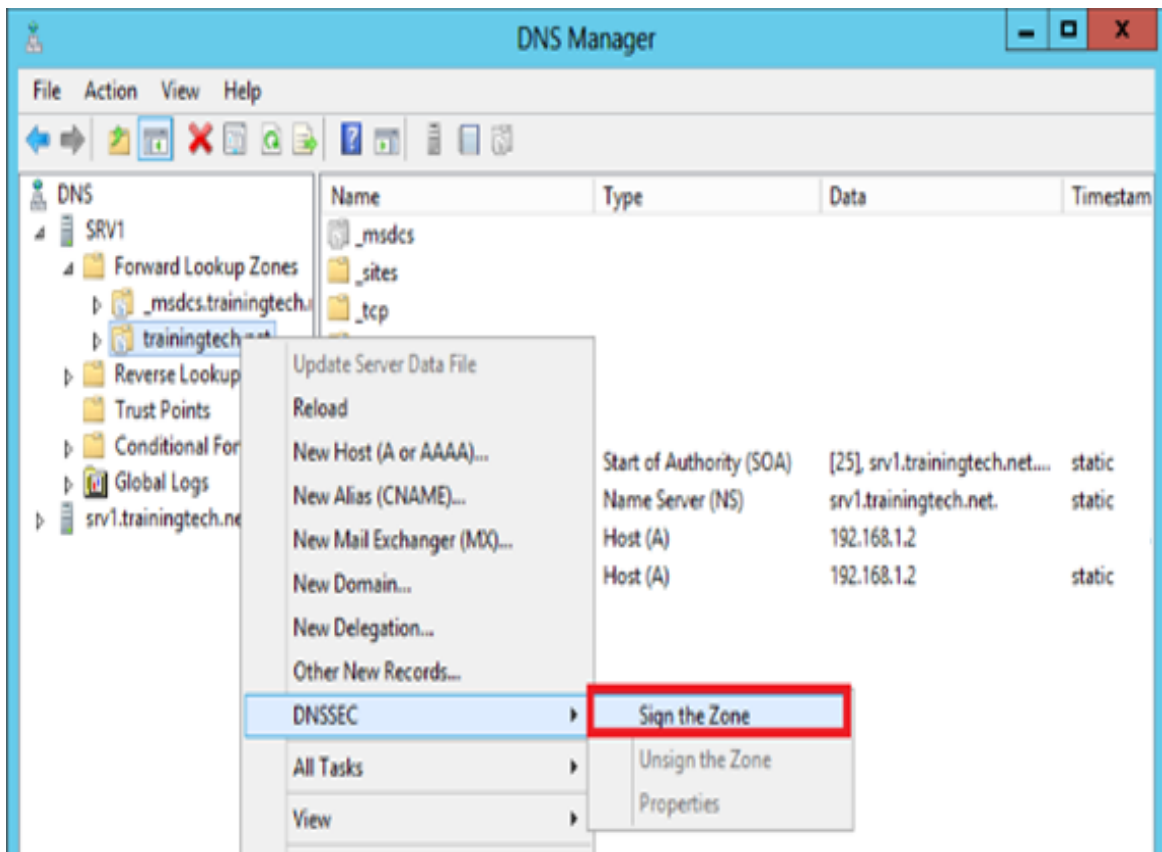 DNS Manager
File Action View Help
DNS
SRV1
Forward Lookup Zones
_msdcs.trainingtech.
trainingtech.net
Reverse Lookup
Trust Points
Conditional For
Global Logs
srv1.trainingtech.ne
Name Type Data Timestam
_msdcs
_sites
_tcp
Start of Authority (SOA) [25], srv1.trainingtech.net.... static
Name Server (NS) srv1.trainingtech.net. static
Host (A) 192.168.1.2
Host (A) 192.168.1.2 static
Update Server Data File
Reload
New Host (A or AAAA)...
New Alias (CNAME)...
New Mail Exchanger (MX)...
New Domain...
New Delegation...
Other New Records...
DNSSEC
All Tasks
View
Sign the Zone
Unsign the Zone
Properties